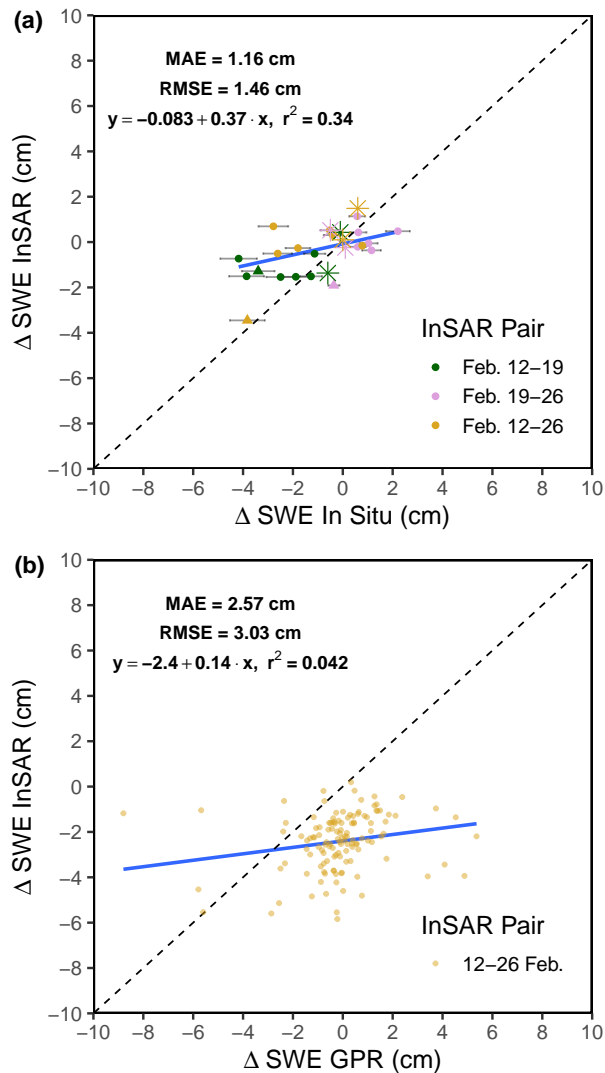 (a)
10
8
6
4
2
0
−2
−4
−6
−8
−10
Δ SWE InSAR (cm)
MAE = 1.16 cm
RMSE = 1.46 cm
y = −0.083 + 0.37 · x, r² = 0.34
InSAR Pair
Feb. 12−19
Feb. 19−26
Feb. 12−26
−10 −8 −6 −4 −2 0 2 4 6 8 10
Δ SWE In Situ (cm)
(b)
10
8
6
4
2
0
−2
−4
−6
−8
−10
Δ SWE InSAR (cm)
MAE = 2.57 cm
RMSE = 3.03 cm
y = −2.4 + 0.14 · x, r² = 0.042
InSAR Pair
12−26 Feb.
−10 −8 −6 −4 −2 0 2 4 6 8 10
Δ SWE GPR (cm)